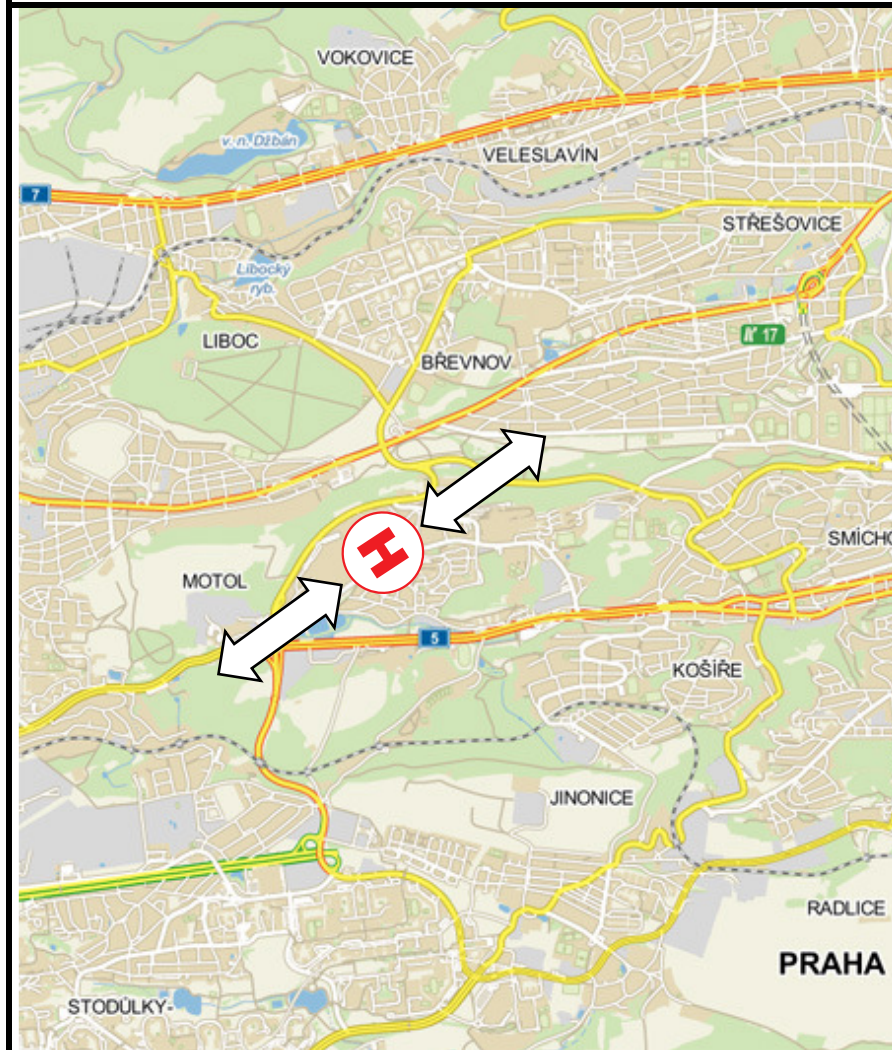 VOKOVICE
v. n. Džbán
VELESLAVÍN
7
STŘEŠOVICE
Libocký
ryb.
LIBOC
17
BŘEVNOV
H
SMÍCHO
MOTOL
5
KOŠÍŘE
JINONICE
RADLICE
PRAHA
STODŮLKY-